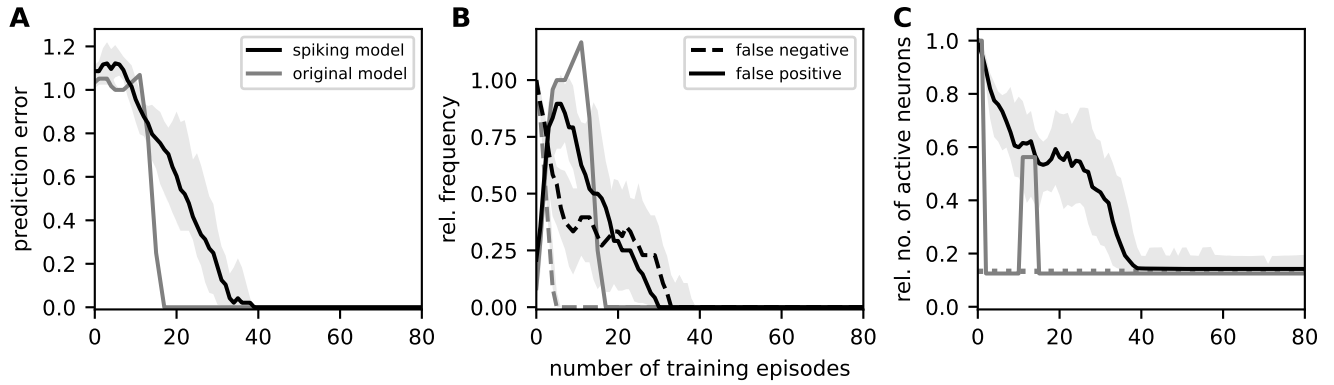 A
prediction error
1.2
1.0
0.8
0.6
0.4
0.2
0.0
0 20 40 60 80
spiking model
original model
B
rel. frequency
1.00
0.75
0.50
0.25
0.00
0 20 40 60 80
false negative
false positive
number of training episodes
C
rel. no. of active neurons
1.0
0.8
0.6
0.4
0.2
0.0
0 20 40 60 80